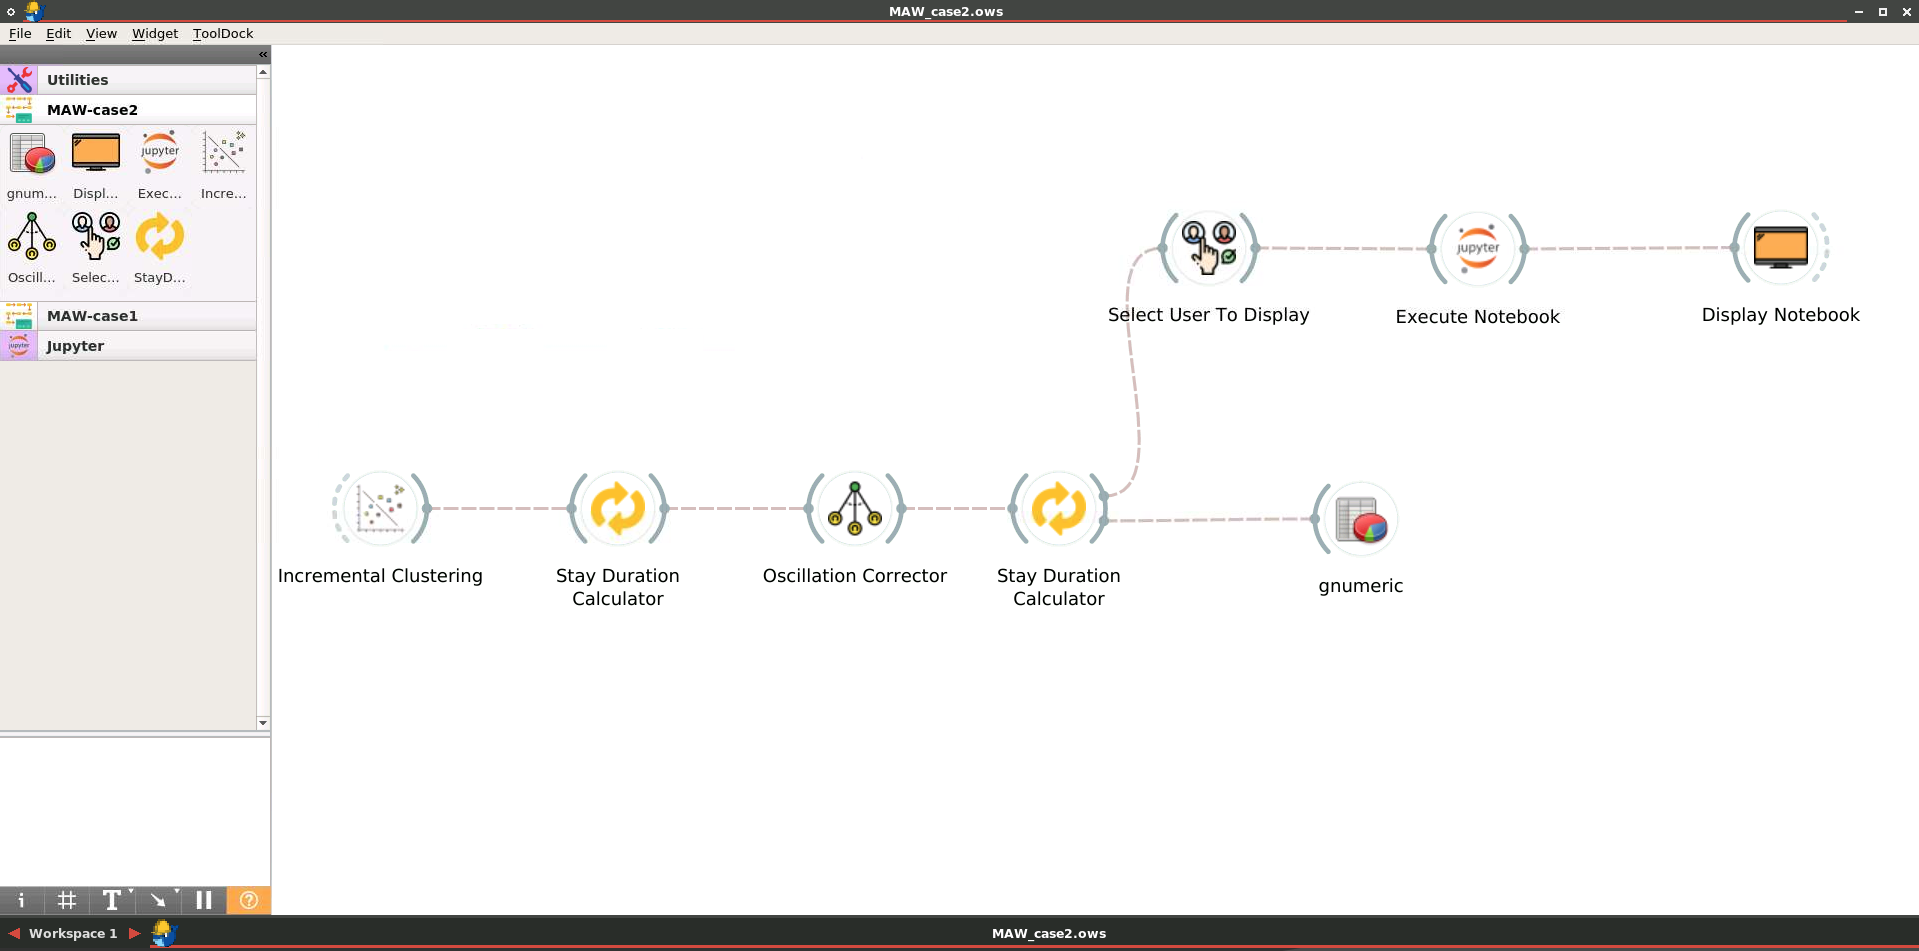 MAW_case2.ows
File Edit View Widget ToolDock
«
Utilities
MAW-case2
jupyter
gnum... Displ... Exec... Incre...
Oscill... Selec... StayD...
MAW-case1
Jupyter
jupyter
Select User To Display
Execute Notebook
Display Notebook
Incremental Clustering
Stay Duration
Calculator
Oscillation Corrector
Stay Duration
Calculator
gnumeric
i # T ?
Workspace 1
MAW_case2.ows